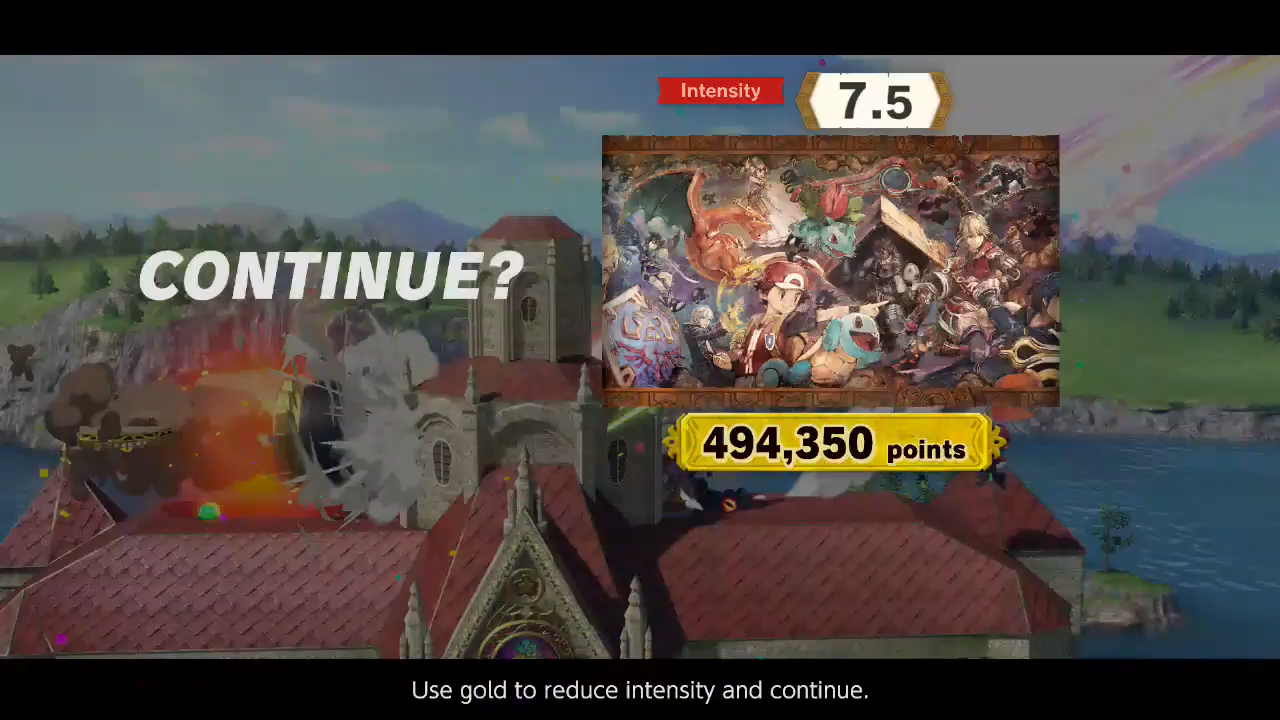 Intensity
7.5
CONTINUE?
494,350 points
Use gold to reduce intensity and continue.